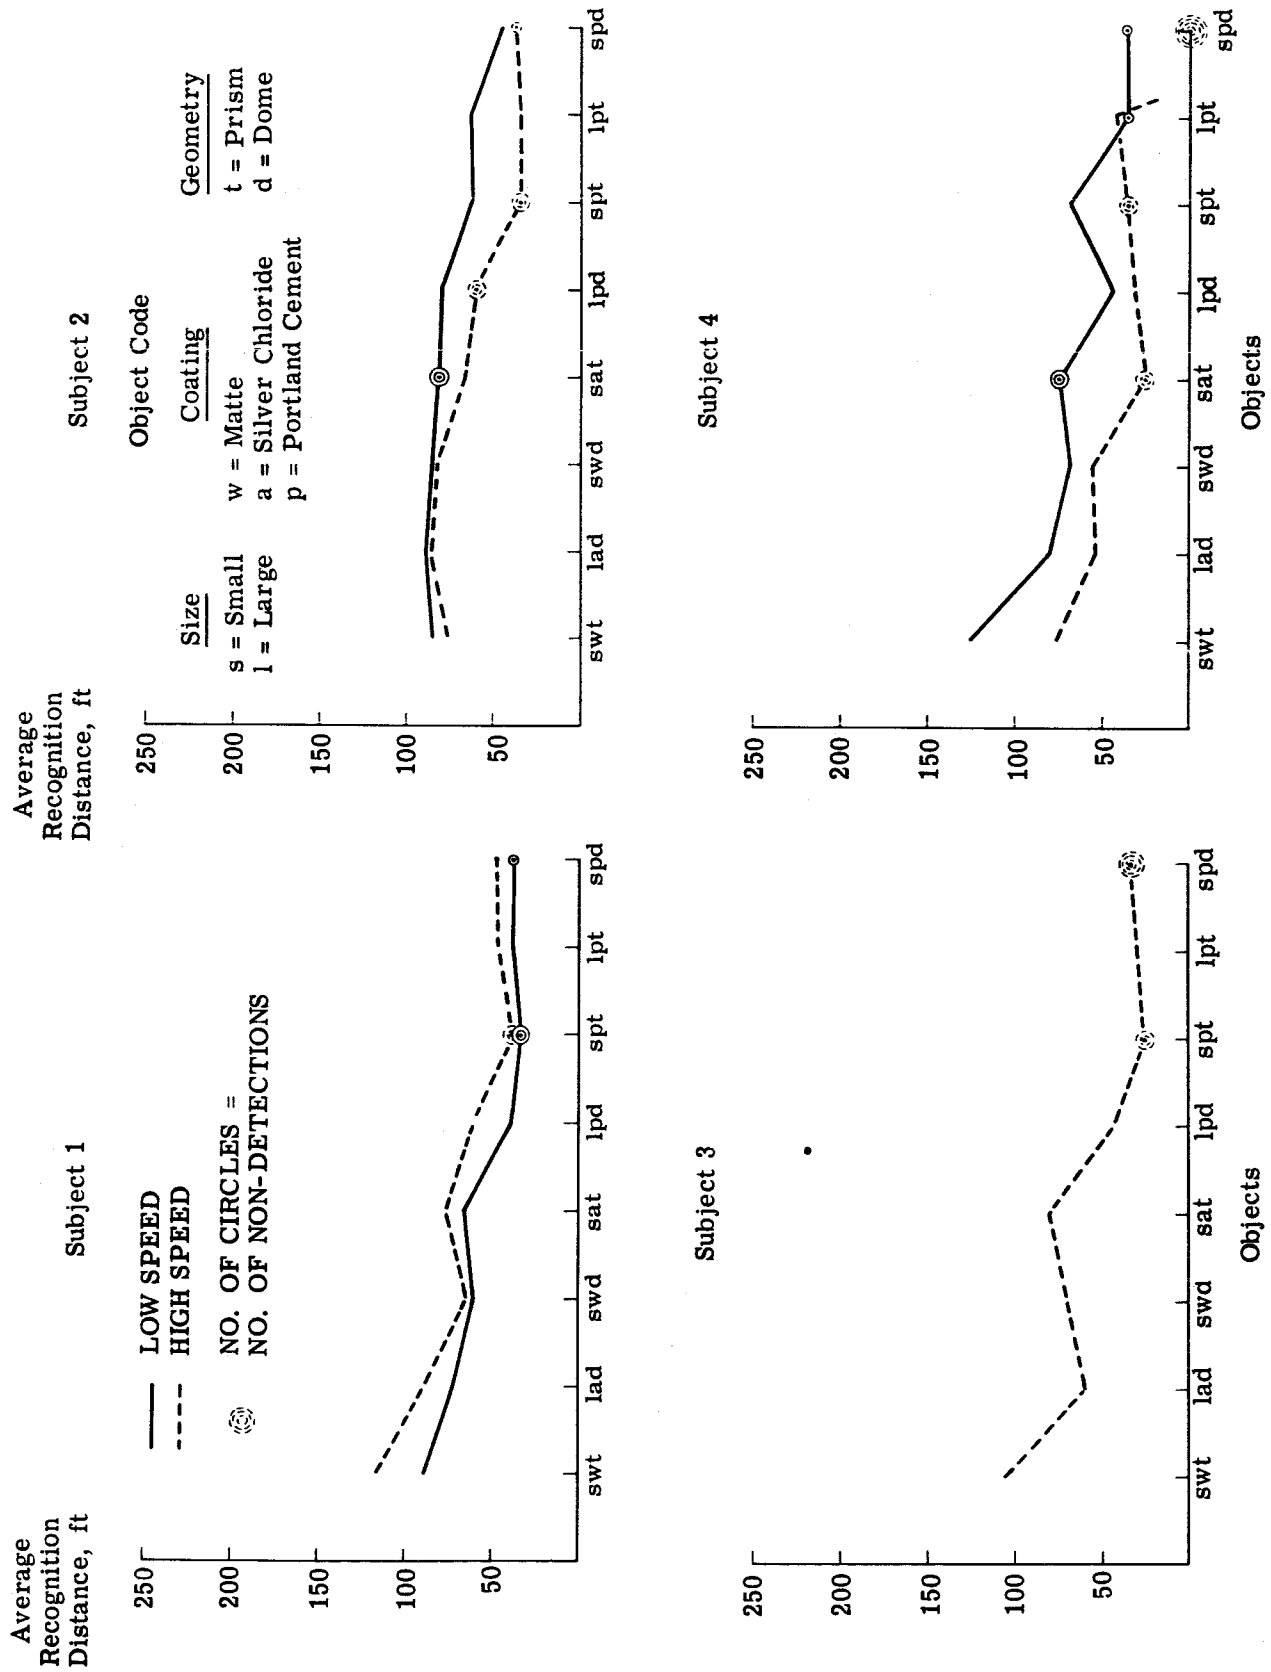 Average
Recognition
Distance, ft
Subject 1
250
200
150
100
50
LOW SPEED
HIGH SPEED
NO. OF CIRCLES =
NO. OF NON-DETECTIONS
swt lad swd sat lpd spt lpt spd
Average
Recognition
Distance, ft
Subject 2
Object Code
250
200
150
100
50
Size
s = Small
l = Large
Coating
w = Matte
a = Silver Chloride
p = Portland Cement
Geometry
t = Prism
d = Dome
swt lad swd sat lpd spt lpt spd
Subject 3
250
200
150
100
50
swt lad swd sat lpd spt lpt spd
Objects
Subject 4
250
200
150
100
50
swt lad swd sat lpd spt lpt spd
Objects